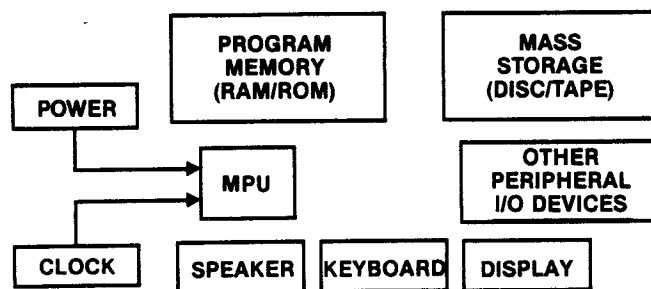 PROGRAM
MEMORY
(RAM/ROM)
MASS
STORAGE
(DISC/TAPE)
POWER
MPU
OTHER
PERIPHERAL
I/O DEVICES
CLOCK
SPEAKER
KEYBOARD
DISPLAY